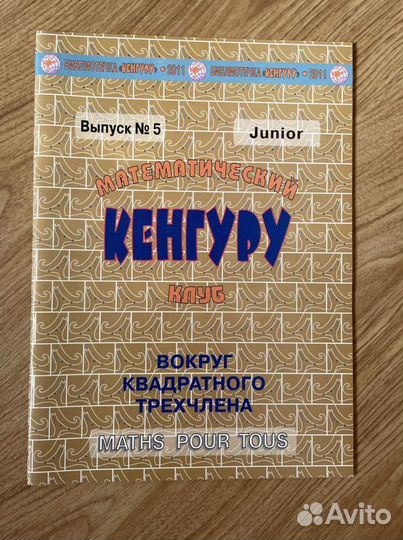 БИБЛИОТЕЧКА «КЕНГУРУ» • 2011 БИБЛИОТЕЧКА «КЕНГУРУ» • 2011
Выпуск № 5 Junior
МАТЕМАТИЧЕСКИЙ
КЕНГУРУ
КЛУБ
ВОКРУГ
КВАДРАТНОГО
ТРЕХЧЛЕНА
MATHS POUR TOUS
Avito